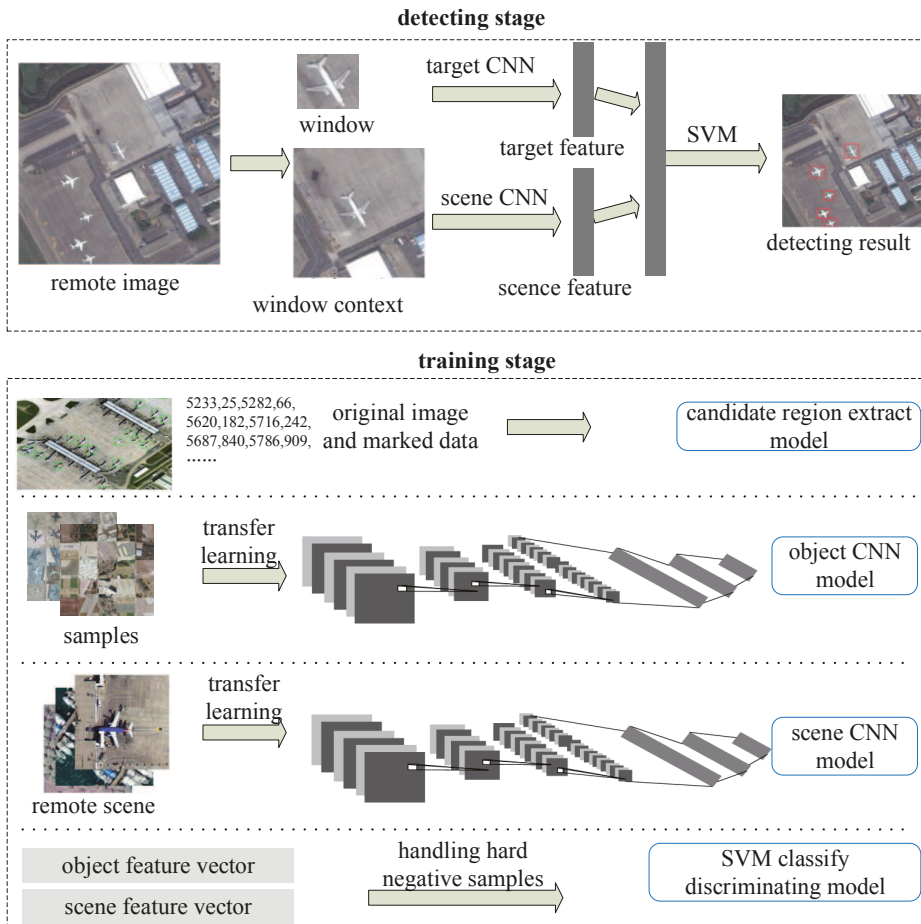 detecting stage
target CNN
window
target feature
SVM
scene CNN
remote image
window context
scence feature
detecting result
training stage
5233,25,5282,66,
5620,182,5716,242,
5687,840,5786,909,
......
original image
and marked data
candidate region extract
model
transfer
learning
samples
object CNN
model
transfer
learning
remote scene
scene CNN
model
object feature vector
scene feature vector
handling hard
negative samples
SVM classify
discriminating model